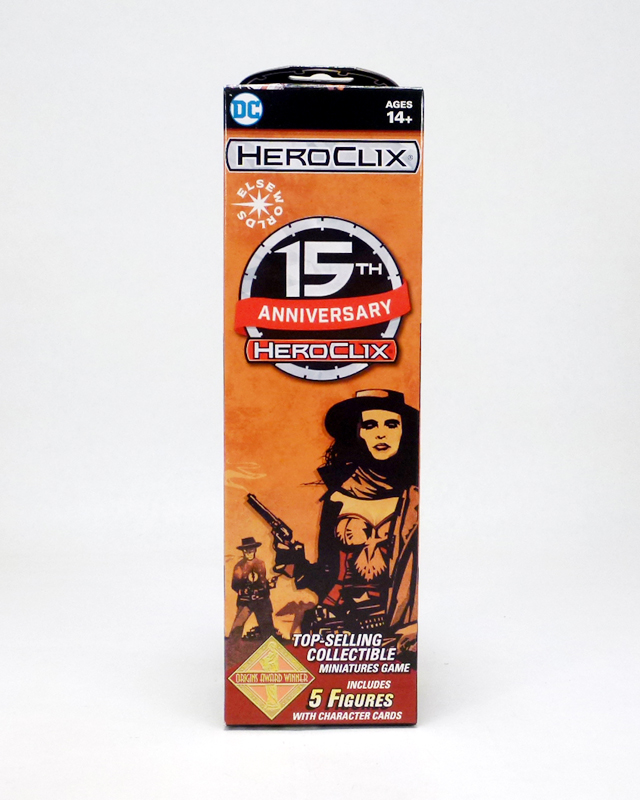 DC
AGES
14+
HEROCLIX
ELSEWORLDS
15TH
ANNIVERSARY
HEROCLIX
TOP-SELLING
COLLECTIBLE
MINIATURES GAME
ORIGINS AWARD WINNER
INCLUDES
5 FIGURES
WITH CHARACTER CARDS